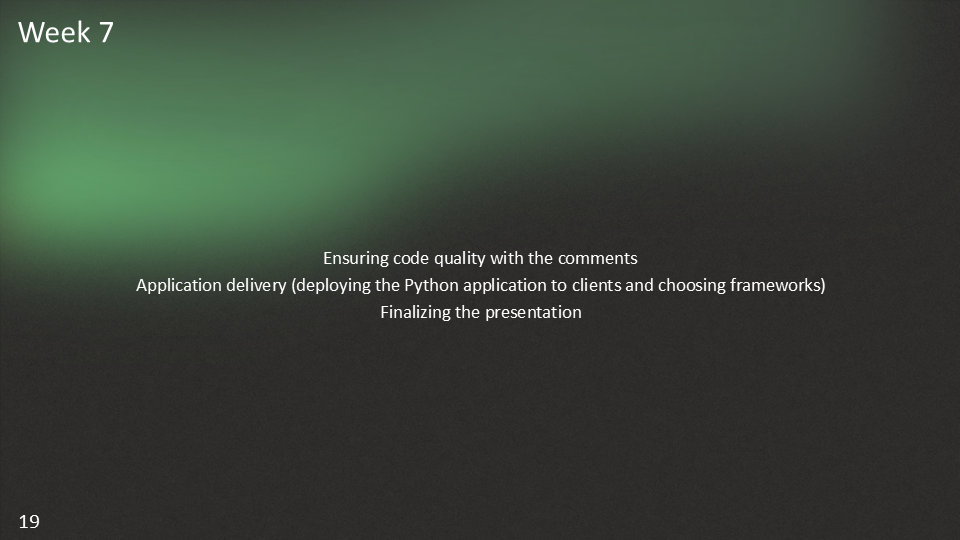 Week 7
Ensuring code quality with the comments
Application delivery (deploying the Python application to clients and choosing frameworks)
Finalizing the presentation
19